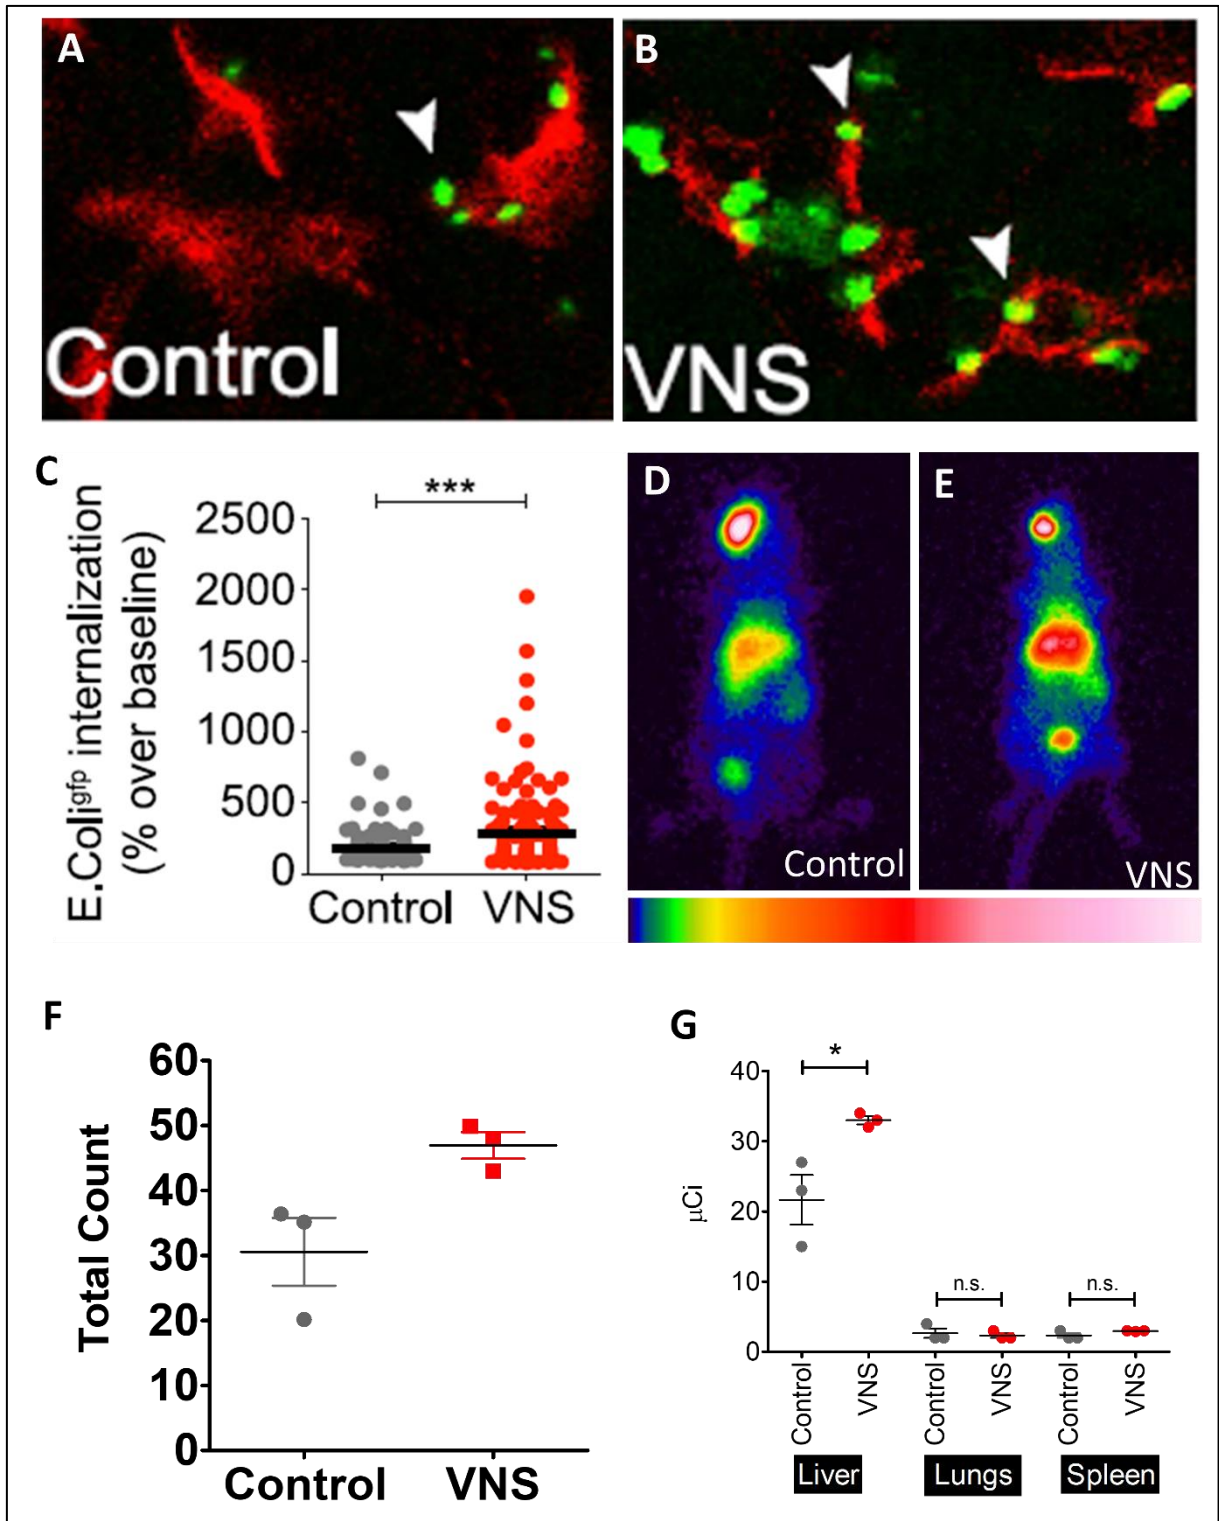 A
B
Control
VNS
C
E.Coliᵍᶠᵖ internalization
(% over baseline)
***
2500
2000
1500
1000
500
0
Control
VNS
D
E
Control
VNS
F
Total Count
60
50
40
30
20
10
0
Control
VNS
G
µCi
40
30
20
10
0
*
n.s.
n.s.
Control
VNS
Control
VNS
Control
VNS
Liver
Lungs
Spleen